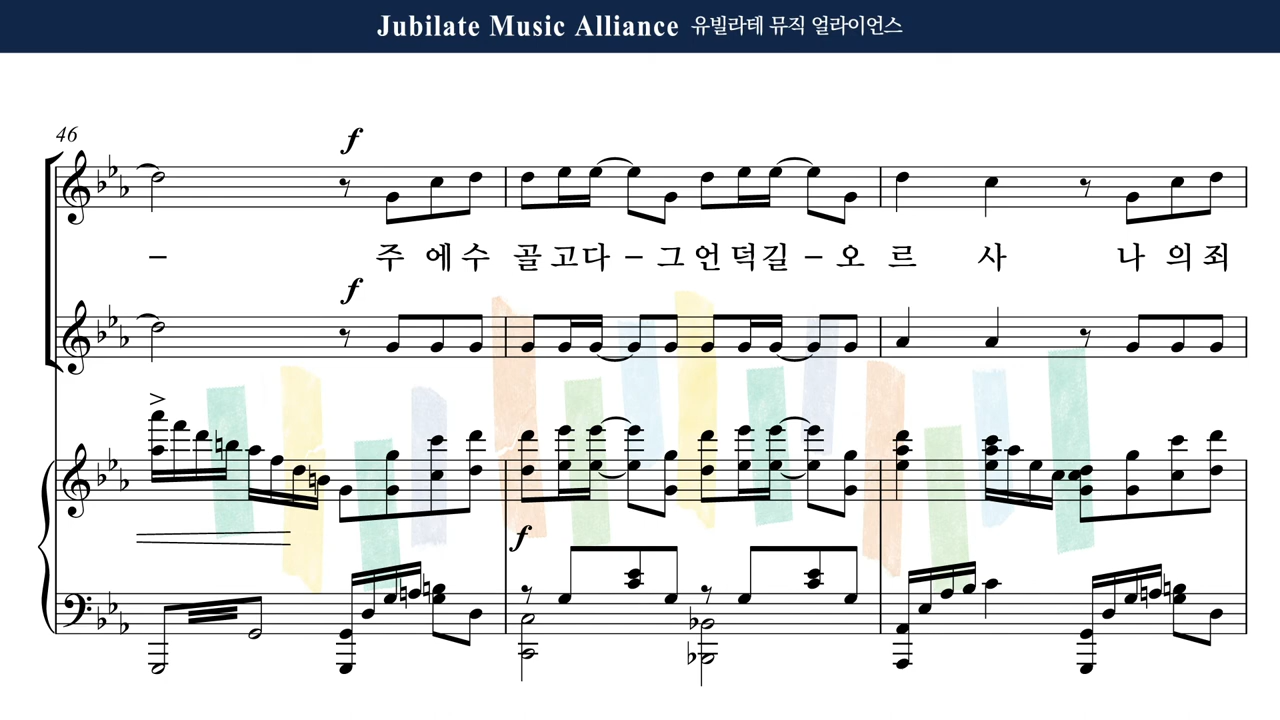 Jubilate Music Alliance 유빌라테 뮤직 얼라이언스
46
f
– 주 에 수 골 고 다 – 그 언 덕 길 – 오 르 사 나 의 죄
f
f